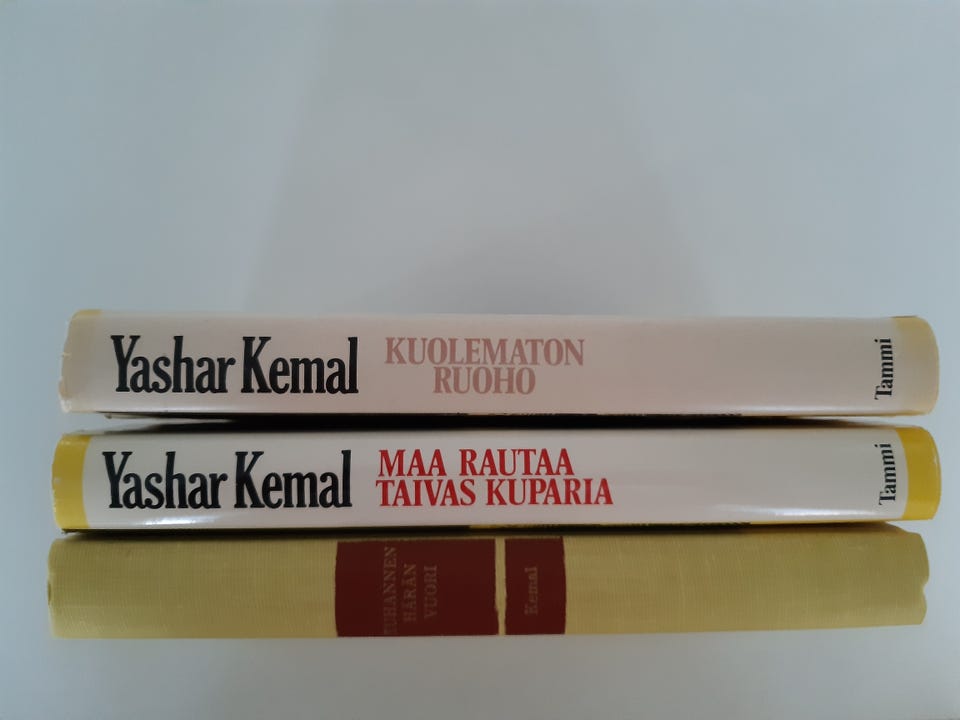 Yashar Kemal
KUOLEMATON
RUOHO
Tammi
Yashar Kemal
MAA RAUTAA
TAIVAS KUPARIA
Tammi
TUHANNEN
HÄRÄN
VUORI
Kemal